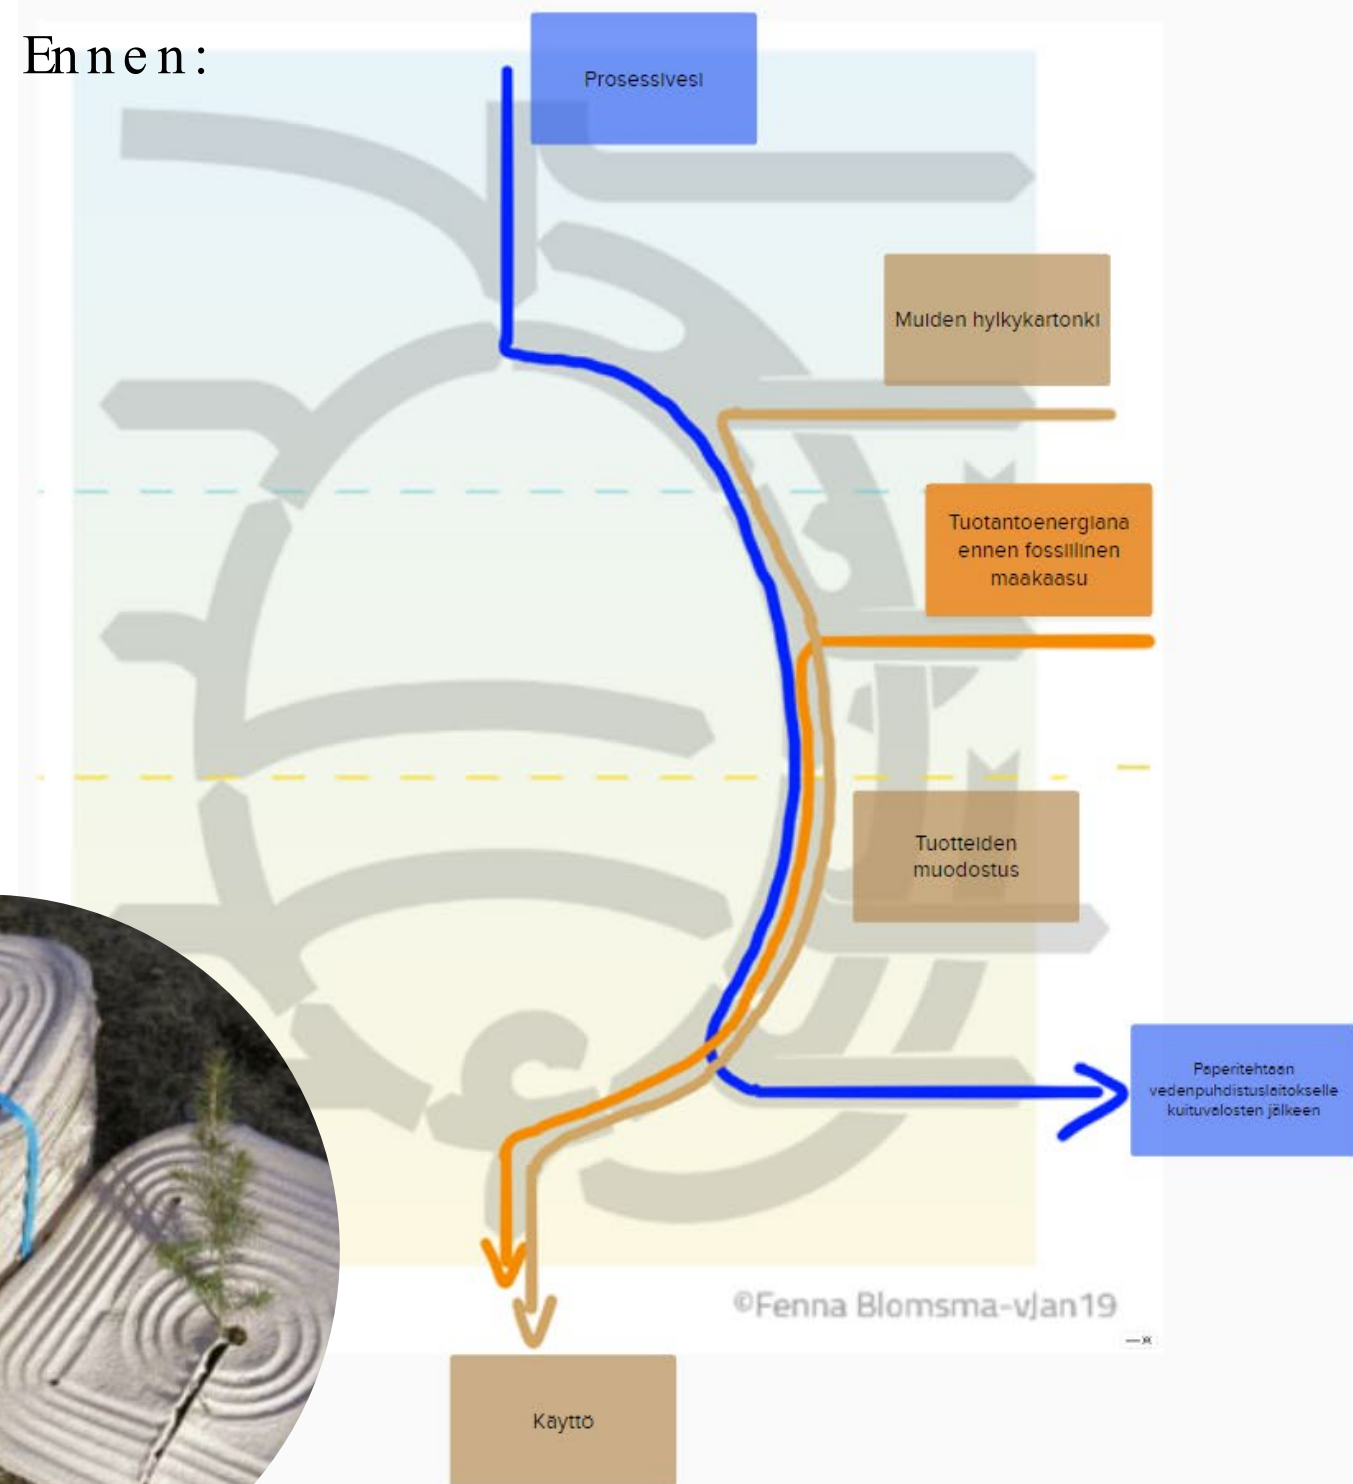 Ennen:
Prosessivesi
Muiden hylkykartonki
Tuotantoenergiana
ennen fossiilinen
maakaasu
Tuotteiden
muodostus
Paperitehtaan
vedenpuhdistuslaitokselle
kuituvalosten jälkeen
©Fenna Blomsma-vJan19
Käyttö